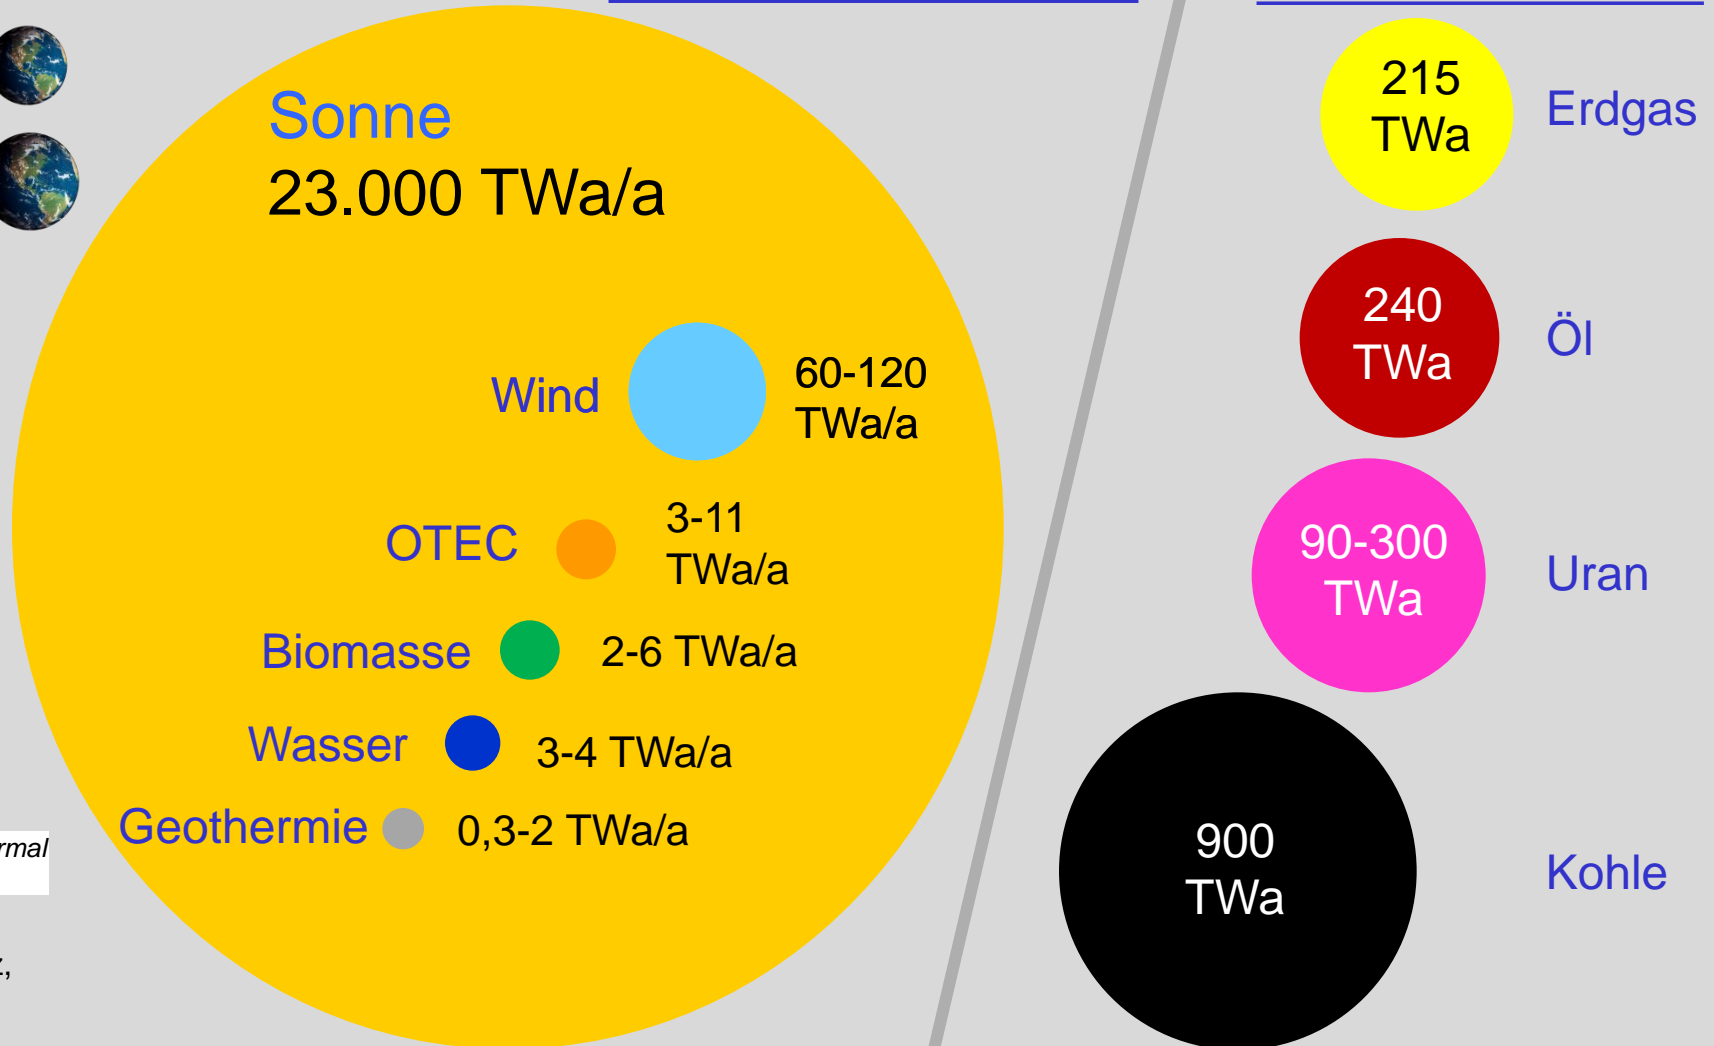 Sonne
23.000 TWa/a
Wind
60-120
TWa/a
OTEC
3-11
TWa/a
Biomasse
2-6 TWa/a
Wasser
3-4 TWa/a
Geothermie
0,3-2 TWa/a
215
TWa
Erdgas
240
TWa
Öl
90-300
TWa
Uran
900
TWa
Kohle